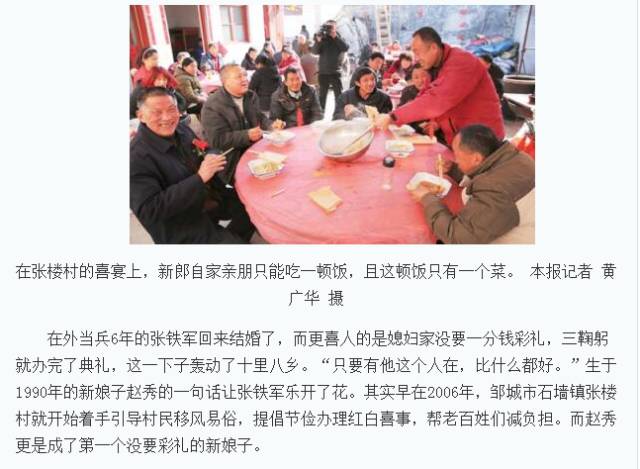 在张楼村的喜宴上，新郎自家亲朋只能吃一顿饭，且这顿饭只有一个菜。 本报记者 黄
广华 摄
在外当兵6年的张铁军回来结婚了，而更喜人的是媳妇家没要一分钱彩礼，三鞠躬
就办完了典礼，这一下子轰动了十里八乡。“只要有他这个人在，比什么都好。”生于
1990年的新娘子赵秀的一句话让张铁军乐开了花。其实早在2006年，邹城市石墙镇张楼
村就开始着手引导村民移风易俗，提倡节俭办理红白喜事，帮老百姓们减负担。而赵秀
更是成了第一个没要彩礼的新娘子。